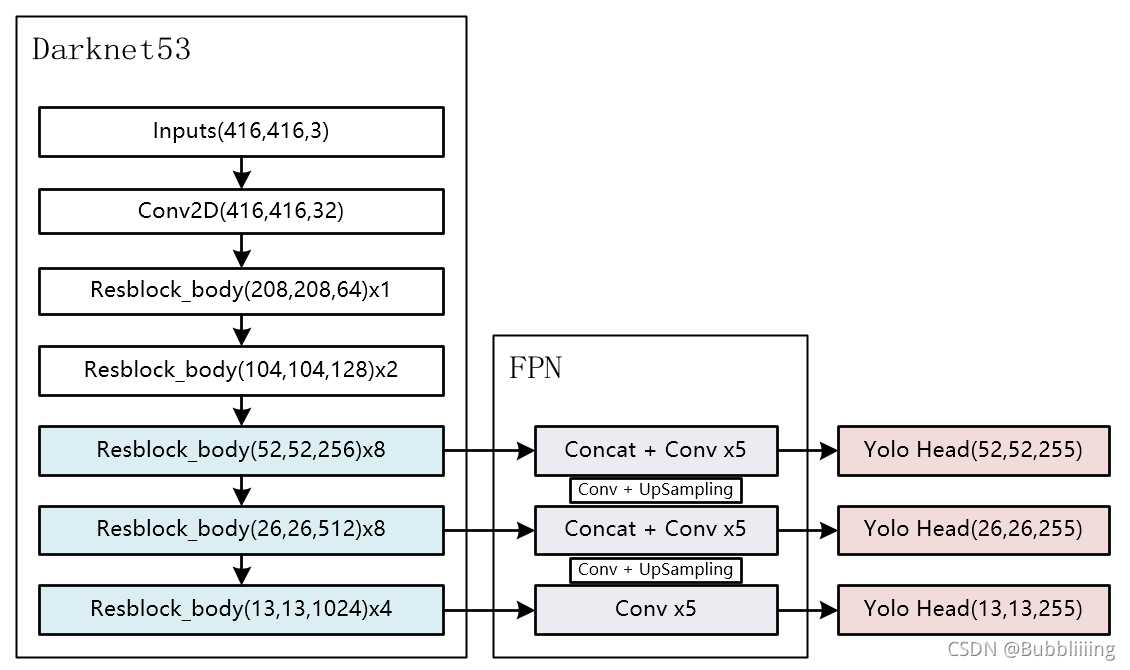 Darknet53
Inputs(416,416,3)
Conv2D(416,416,32)
Resblock_body(208,208,64)x1
Resblock_body(104,104,128)x2
Resblock_body(52,52,256)x8
Resblock_body(26,26,512)x8
Resblock_body(13,13,1024)x4
FPN
Concat + Conv x5
Conv + UpSampling
Concat + Conv x5
Conv + UpSampling
Conv x5
Yolo Head(52,52,255)
Yolo Head(26,26,255)
Yolo Head(13,13,255)
CSDN @Bubbliiiing